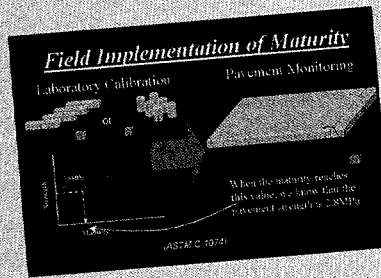 Field Implementation of Maturity
Laboratory Calibration
Pavement Monitoring
or
Strength
Maturity
When the maturity reaches
this value, we know that the
pavement strength is 2.8MPa
(ASTM C 1074)